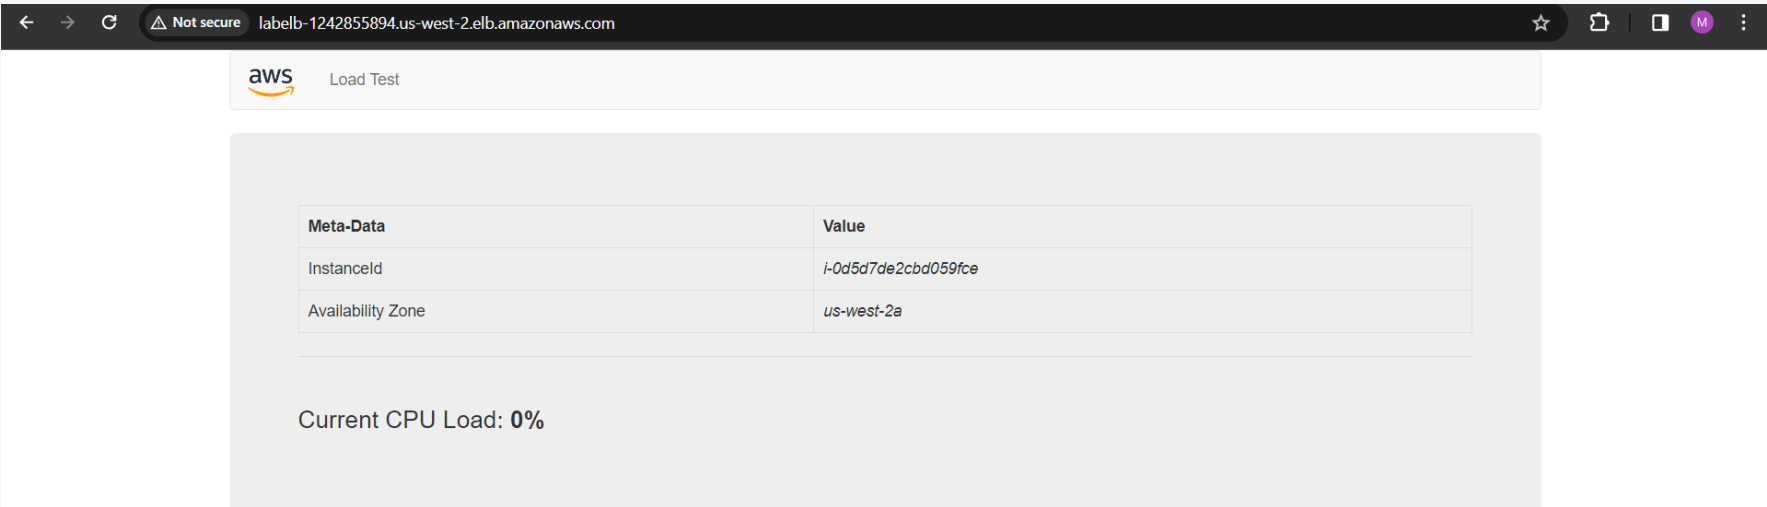 Not secure labelb-1242855894.us-west-2.elb.amazonaws.com M
aws Load Test
Meta-Data Value
InstanceId i-0d5d7de2cbd059fce
Availability Zone us-west-2a
Current CPU Load: 0%